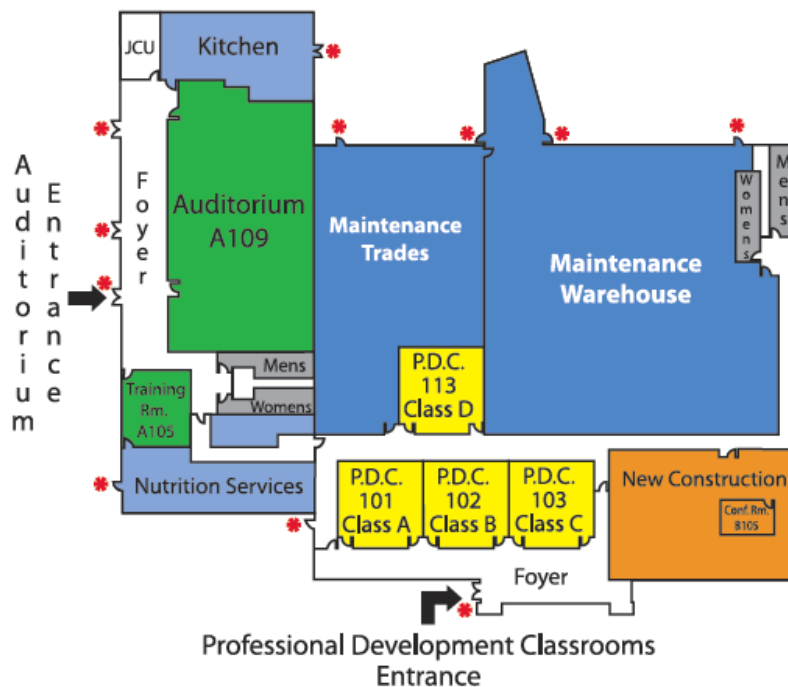 JCU
Kitchen
Auditorium
Entrance
Foyer
Auditorium
A109
Maintenance
Trades
Maintenance
Warehouse
Womens
Mens
Mens
Womens
Training
Rm.
A105
Nutrition Services
P.D.C.
113
Class D
P.D.C.
101
Class A
P.D.C.
102
Class B
P.D.C.
103
Class C
New Construction
Conf. Rm.
B105
Foyer
Professional Development Classrooms
Entrance